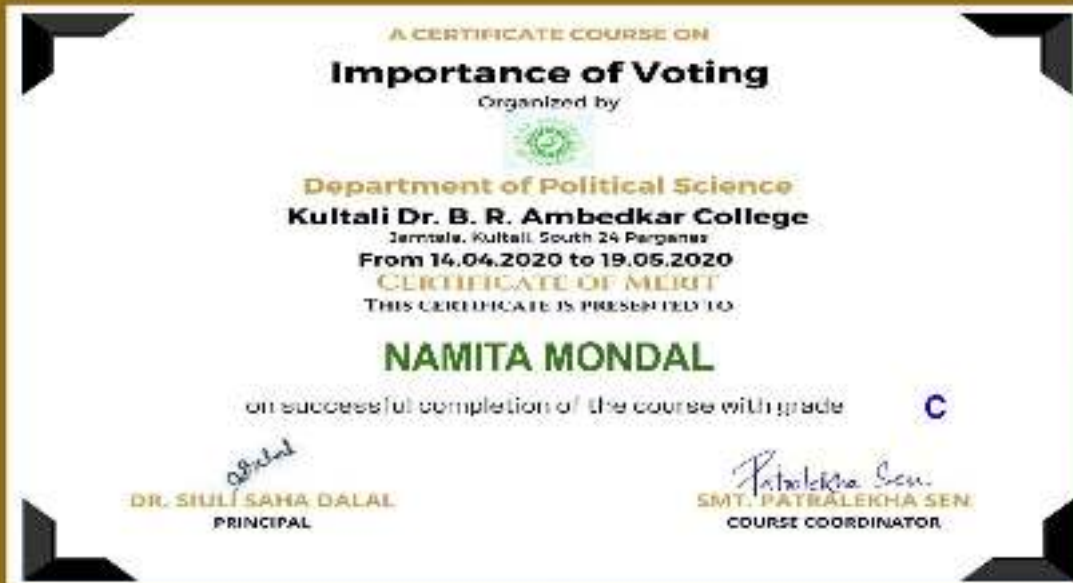 A CERTIFICATE COURSE ON
Importance of Voting
Organized by
Department of Political Science
Kultali Dr. B. R. Ambedkar College
Jamtala, Kultali, South 24 Parganas
From 14.04.2020 to 19.05.2020
CERTIFICATE OF MERIT
THIS CERTIFICATE IS PRESENTED TO
NAMITA MONDAL
on successful completion of the course with grade C
Patralekha Sen.
DR. SIULI SAHA DALAL
SMT. PATRALEKHA SEN
PRINCIPAL
COURSE COORDINATOR